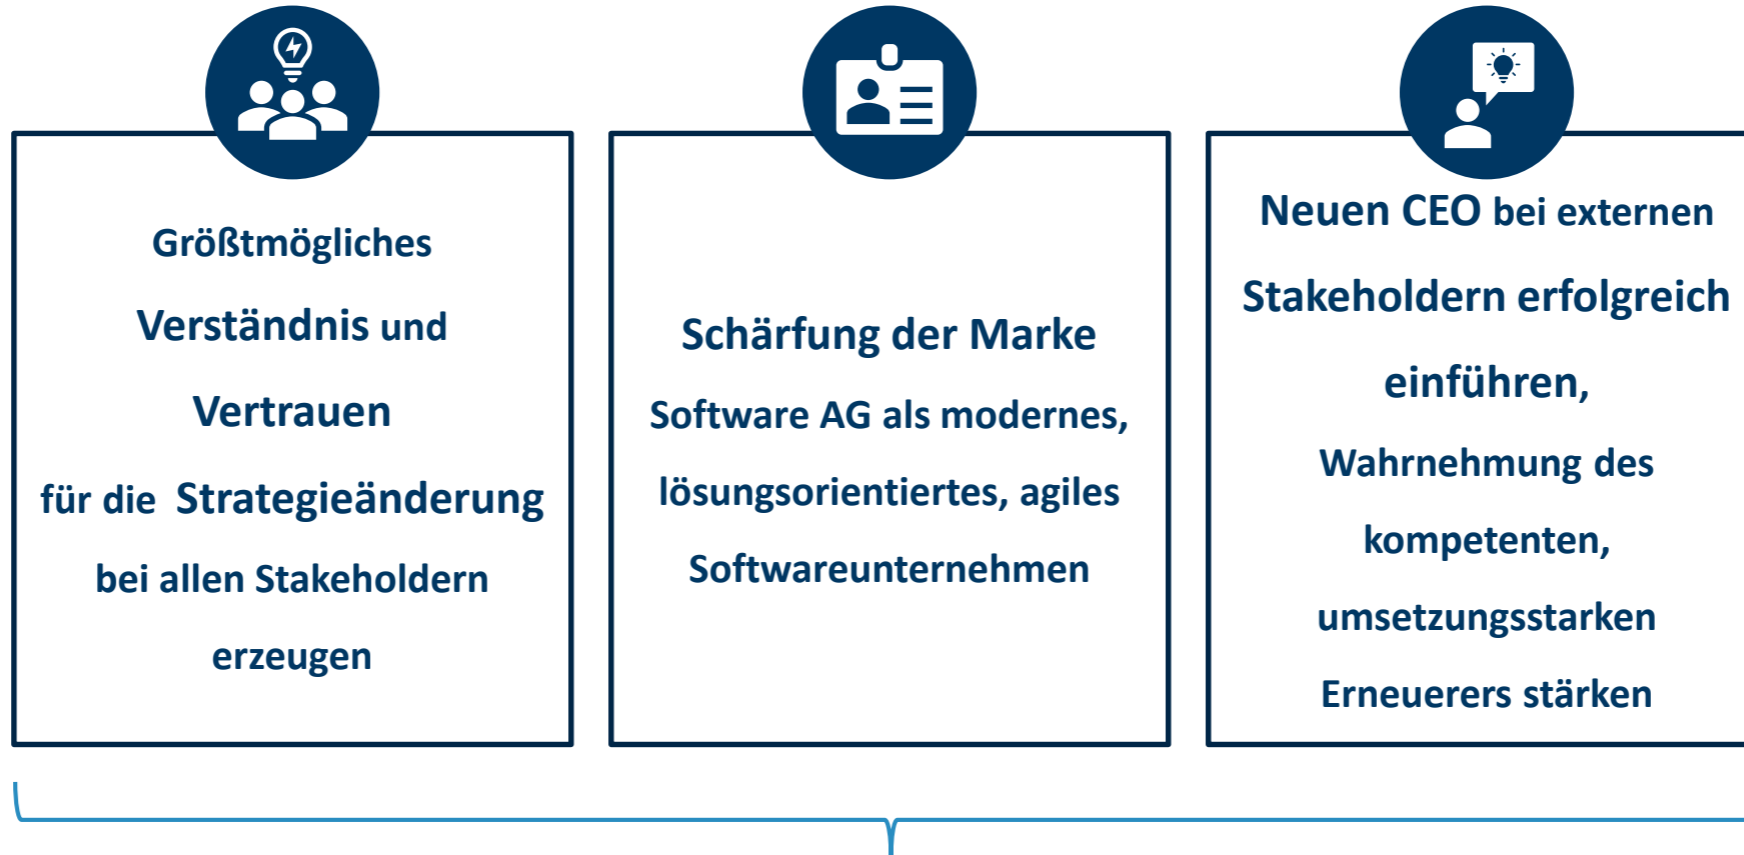 Größtmögliches
Verständnis und
Vertrauen
für die Strategieänderung
bei allen Stakeholdern
erzeugen
Schärfung der Marke
Software AG als modernes,
lösungsorientiertes, agiles
Softwareunternehmen
Neuen CEO bei externen
Stakeholdern erfolgreich
einführen,
Wahrnehmung des
kompetenten,
umsetzungsstarken
Erneuerers stärken